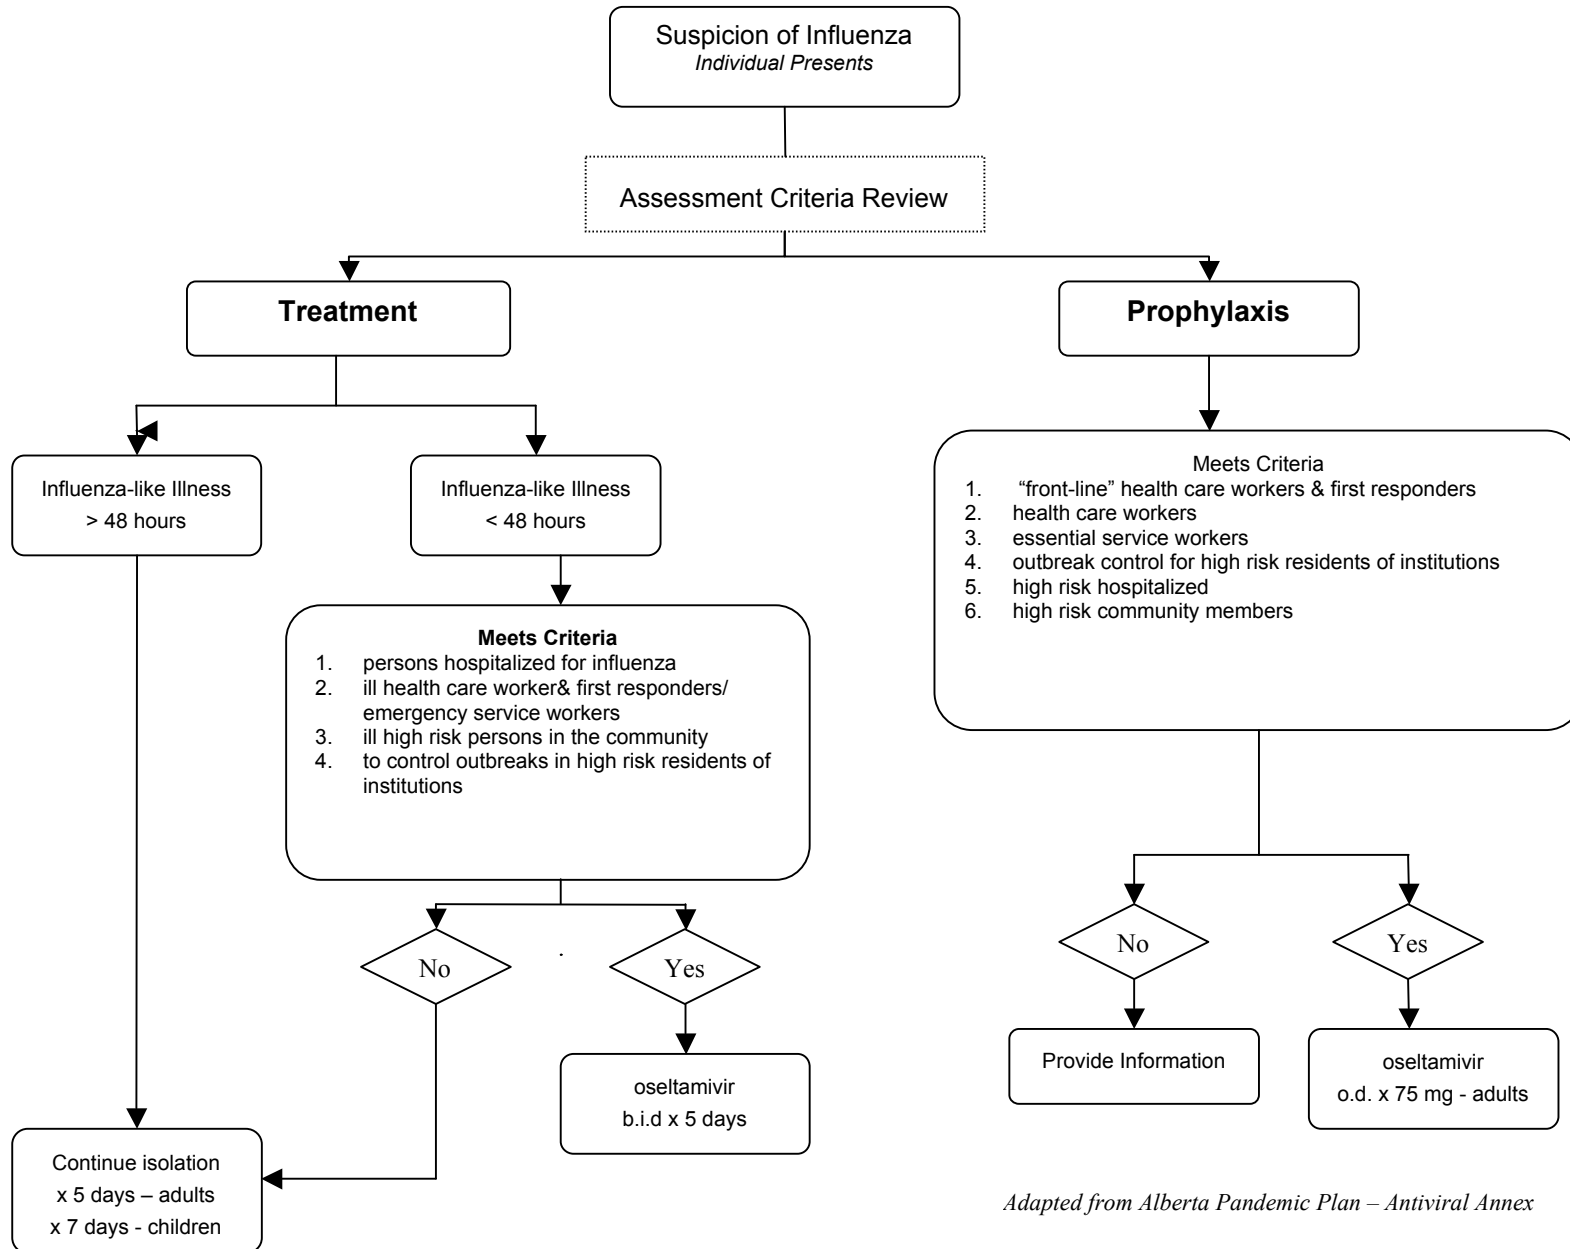 Suspicion of Influenza
Individual Presents
Assessment Criteria Review
Treatment
Prophylaxis
Influenza-like Illness
> 48 hours
Influenza-like Illness
< 48 hours
Meets Criteria
1. persons hospitalized for influenza
2. ill health care worker& first responders/
emergency service workers
3. ill high risk persons in the community
4. to control outbreaks in high risk residents of
institutions
Meets Criteria
1. “front-line” health care workers & first responders
2. health care workers
3. essential service workers
4. outbreak control for high risk residents of institutions
5. high risk hospitalized
6. high risk community members
No
.
Yes
No
Yes
oseltamivir
b.i.d x 5 days
Provide Information
oseltamivir
o.d. x 75 mg - adults
Continue isolation
x 5 days – adults
x 7 days - children
Adapted from Alberta Pandemic Plan – Antiviral Annex